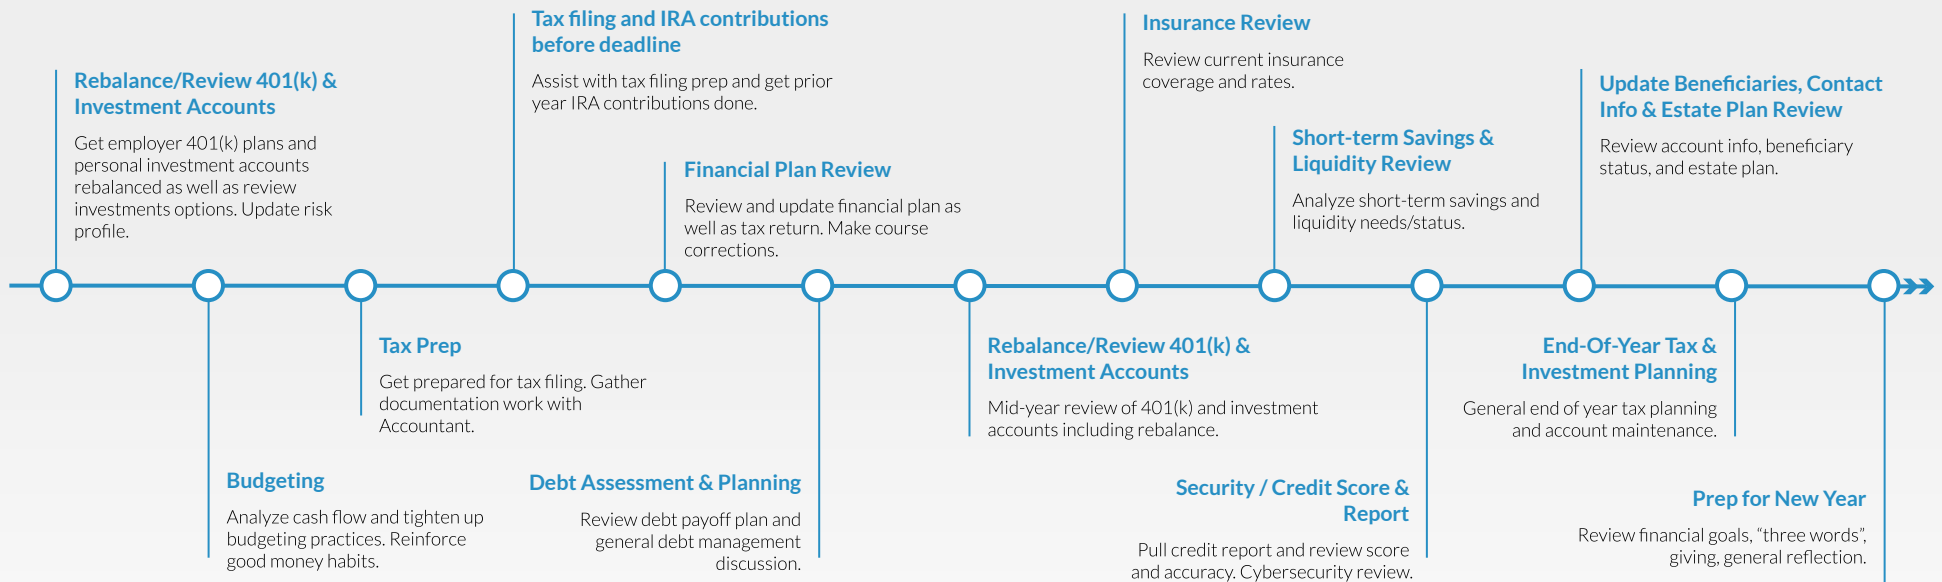 Rebalance/Review 401(k) &
Investment Accounts
Get employer 401(k) plans and
personal investment accounts
rebalanced as well as review
investments options. Update risk
profile.
Budgeting
Analyze cash flow and tighten up
budgeting practices. Reinforce
good money habits.
Tax Prep
Get prepared for tax filing. Gather
documentation work with
Accountant.
Tax filing and IRA contributions
before deadline
Assist with tax filing prep and get prior
year IRA contributions done.
Financial Plan Review
Review and update financial plan as
well as tax return. Make course
corrections.
Debt Assessment & Planning
Review debt payoff plan and
general debt management
discussion.
Rebalance/Review 401(k) &
Investment Accounts
Mid-year review of 401(k) and investment
accounts including rebalance.
Insurance Review
Review current insurance
coverage and rates.
Short-term Savings &
Liquidity Review
Analyze short-term savings and
liquidity needs/status.
Security / Credit Score &
Report
Pull credit report and review score
and accuracy. Cybersecurity review.
Update Beneficiaries, Contact
Info & Estate Plan Review
Review account info, beneficiary
status, and estate plan.
End-Of-Year Tax &
Investment Planning
General end of year tax planning
and account maintenance.
Prep for New Year
Review financial goals, “three words”,
giving, general reflection.